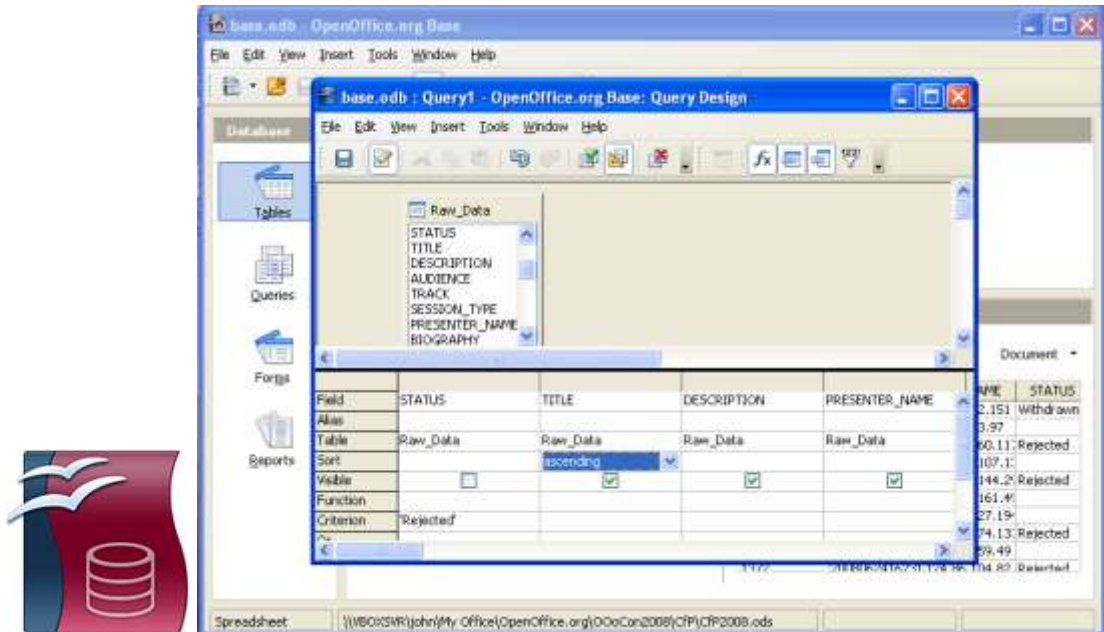 base.odb - OpenOffice.org Base
File Edit View Insert Tools Window Help
base.odb : Query1 - OpenOffice.org Base: Query Design
File Edit View Insert Tools Window Help
Database
Tables
Queries
Forms
Reports
Raw_Data
STATUS
TITLE
DESCRIPTION
AUDIENCE
TRACK
SESSION_TYPE
PRESENTER_NAME
BIOGRAPHY
Document
Field STATUS TITLE DESCRIPTION PRESENTER_NAME
Alias
Table Raw_Data Raw_Data Raw_Data Raw_Data
Sort ascending
Visible
Function
Criterion 'Rejected'
Or
STATUS
Withdrawn
Rejected
Rejected
Rejected
Rejected
Spreadsheet \\VBOXSVR\john\My Office\OpenOffice.org\OOoCon2008\CfP\CfP2008.ods